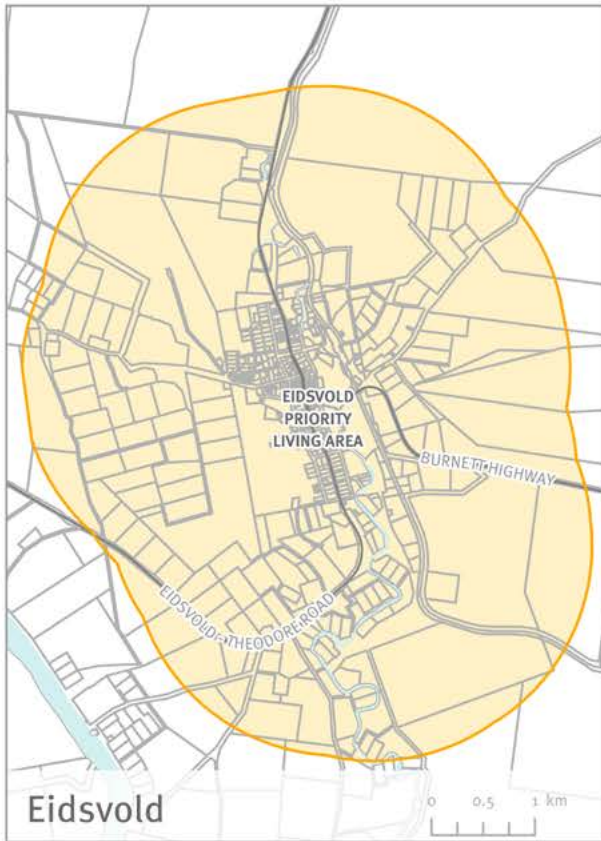 EIDSVOLD
PRIORITY
LIVING AREA
BURNETT HIGHWAY
EIDSVOLD - THEODORE ROAD
Eidsvold
0 0.5 1 km